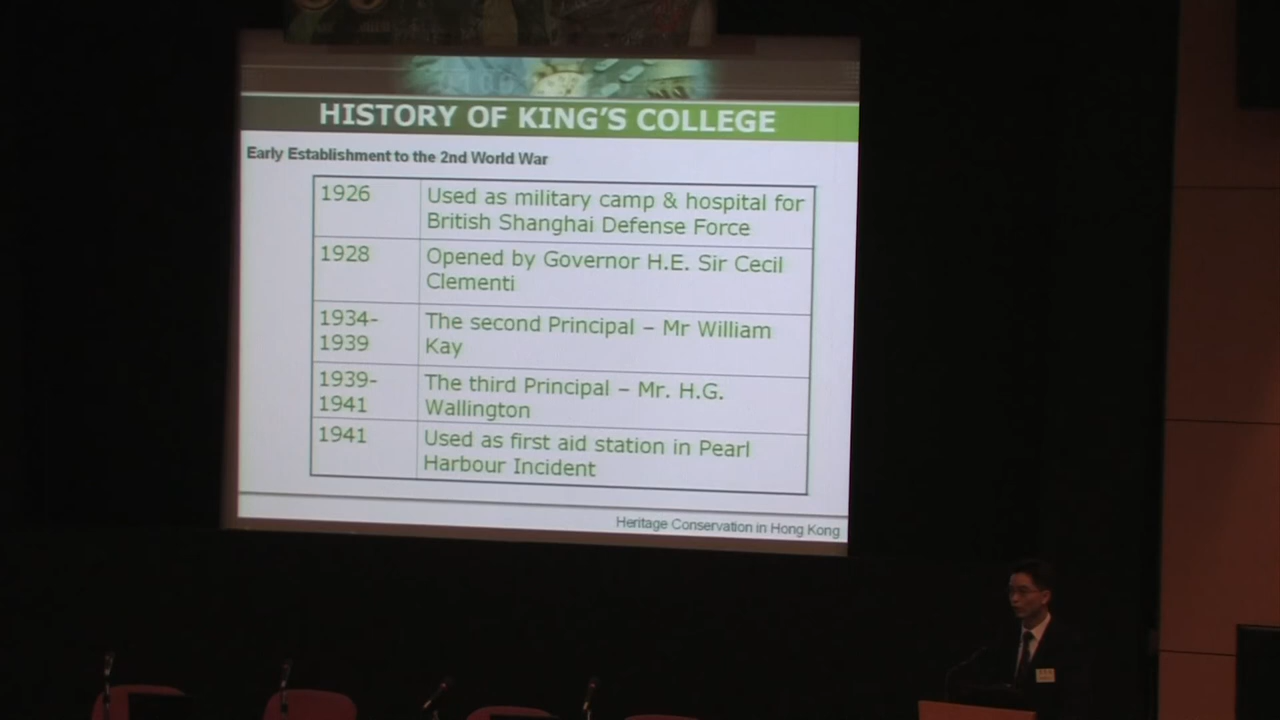 HISTORY OF KING'S COLLEGE
Early Establishment to the 2nd World War
1926
Used as military camp & hospital for
British Shanghai Defense Force
1928
Opened by Governor H.E. Sir Cecil
Clementi
1934-
1939
The second Principal – Mr William
Kay
1939-
1941
The third Principal – Mr. H.G.
Wallington
1941
Used as first aid station in Pearl
Harbour Incident
Heritage Conservation in Hong Kong